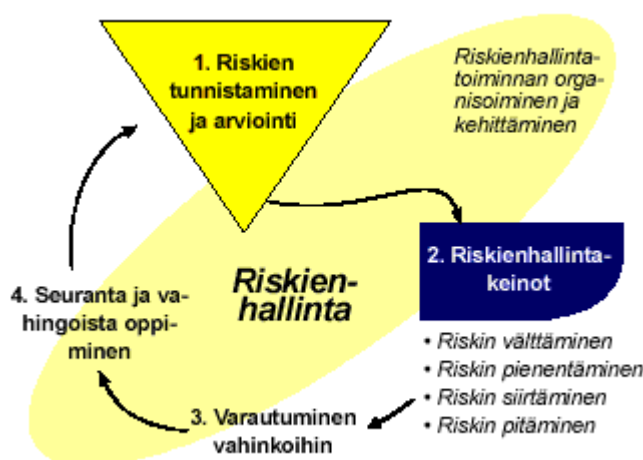 1. Riskien
tunnistaminen
ja arviointi
Riskienhallinta-
toiminnan orga-
nisoiminen ja
kehittäminen
2. Riskienhallinta-
keinot
• Riskin välttäminen
• Riskin pienentäminen
• Riskin siirtäminen
• Riskin pitäminen
3. Varautuminen
vahinkoihin
4. Seuranta ja va-
hingoista oppi-
minen
Riskien-
hallinta